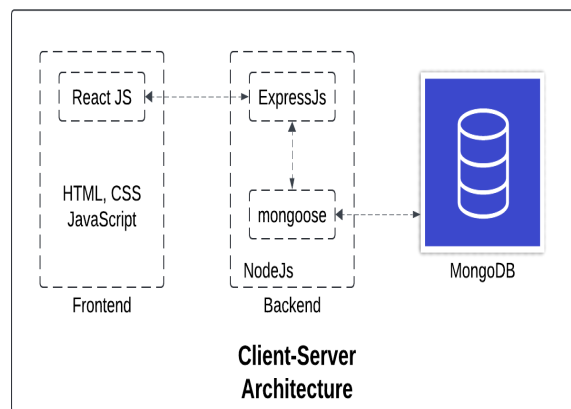 React JS
ExpressJs
HTML, CSS
JavaScript
mongoose
NodeJs
MongoDB
Frontend
Backend
Client-Server
Architecture